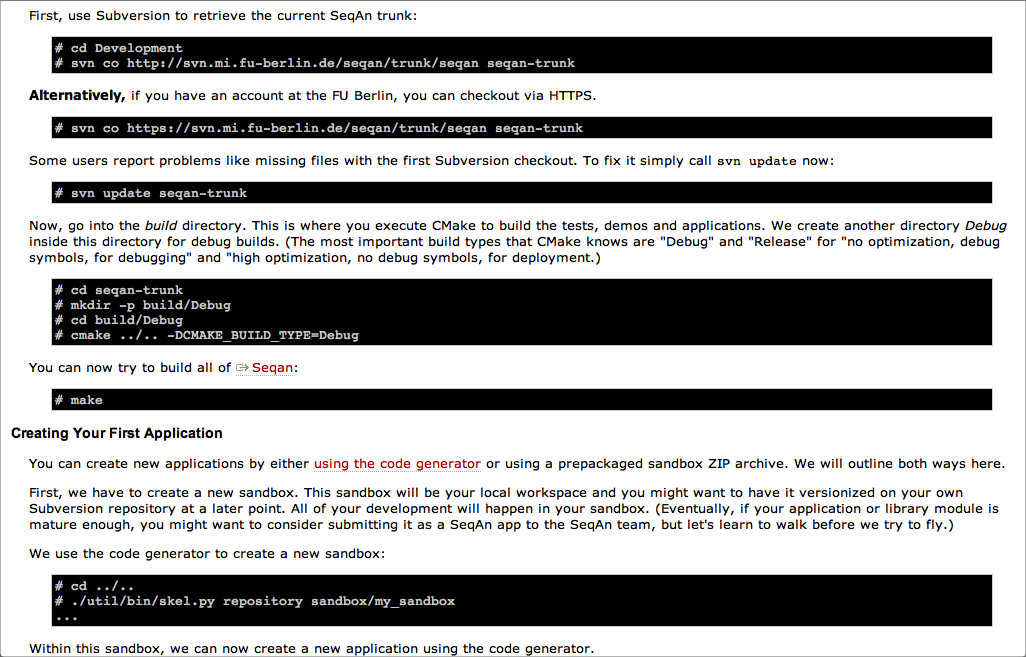 First, use Subversion to retrieve the current SeqAn trunk:
# cd Development
# svn co http://svn.mi.fu-berlin.de/seqan/trunk/seqan seqan-trunk
Alternatively, if you have an account at the FU Berlin, you can checkout via HTTPS.
# svn co https://svn.mi.fu-berlin.de/seqan/trunk/seqan seqan-trunk
Some users report problems like missing files with the first Subversion checkout. To fix it simply call svn update now:
# svn update seqan-trunk
Now, go into the build directory. This is where you execute CMake to build the tests, demos and applications. We create another directory Debug
inside this directory for debug builds. (The most important build types that CMake knows are "Debug" and "Release" for "no optimization, debug
symbols, for debugging" and "high optimization, no debug symbols, for deployment.)
# cd seqan-trunk
# mkdir -p build/Debug
# cd build/Debug
# cmake ../.. -DCMAKE_BUILD_TYPE=Debug
You can now try to build all of Seqan:
# make
Creating Your First Application
You can create new applications by either using the code generator or using a prepackaged sandbox ZIP archive. We will outline both ways here.
First, we have to create a new sandbox. This sandbox will be your local workspace and you might want to have it versionized on your own
Subversion repository at a later point. All of your development will happen in your sandbox. (Eventually, if your application or library module is
mature enough, you might want to consider submitting it as a SeqAn app to the SeqAn team, but let's learn to walk before we try to fly.)
We use the code generator to create a new sandbox:
# cd ../..
# ./util/bin/skel.py repository sandbox/my_sandbox
...
Within this sandbox, we can now create a new application using the code generator.